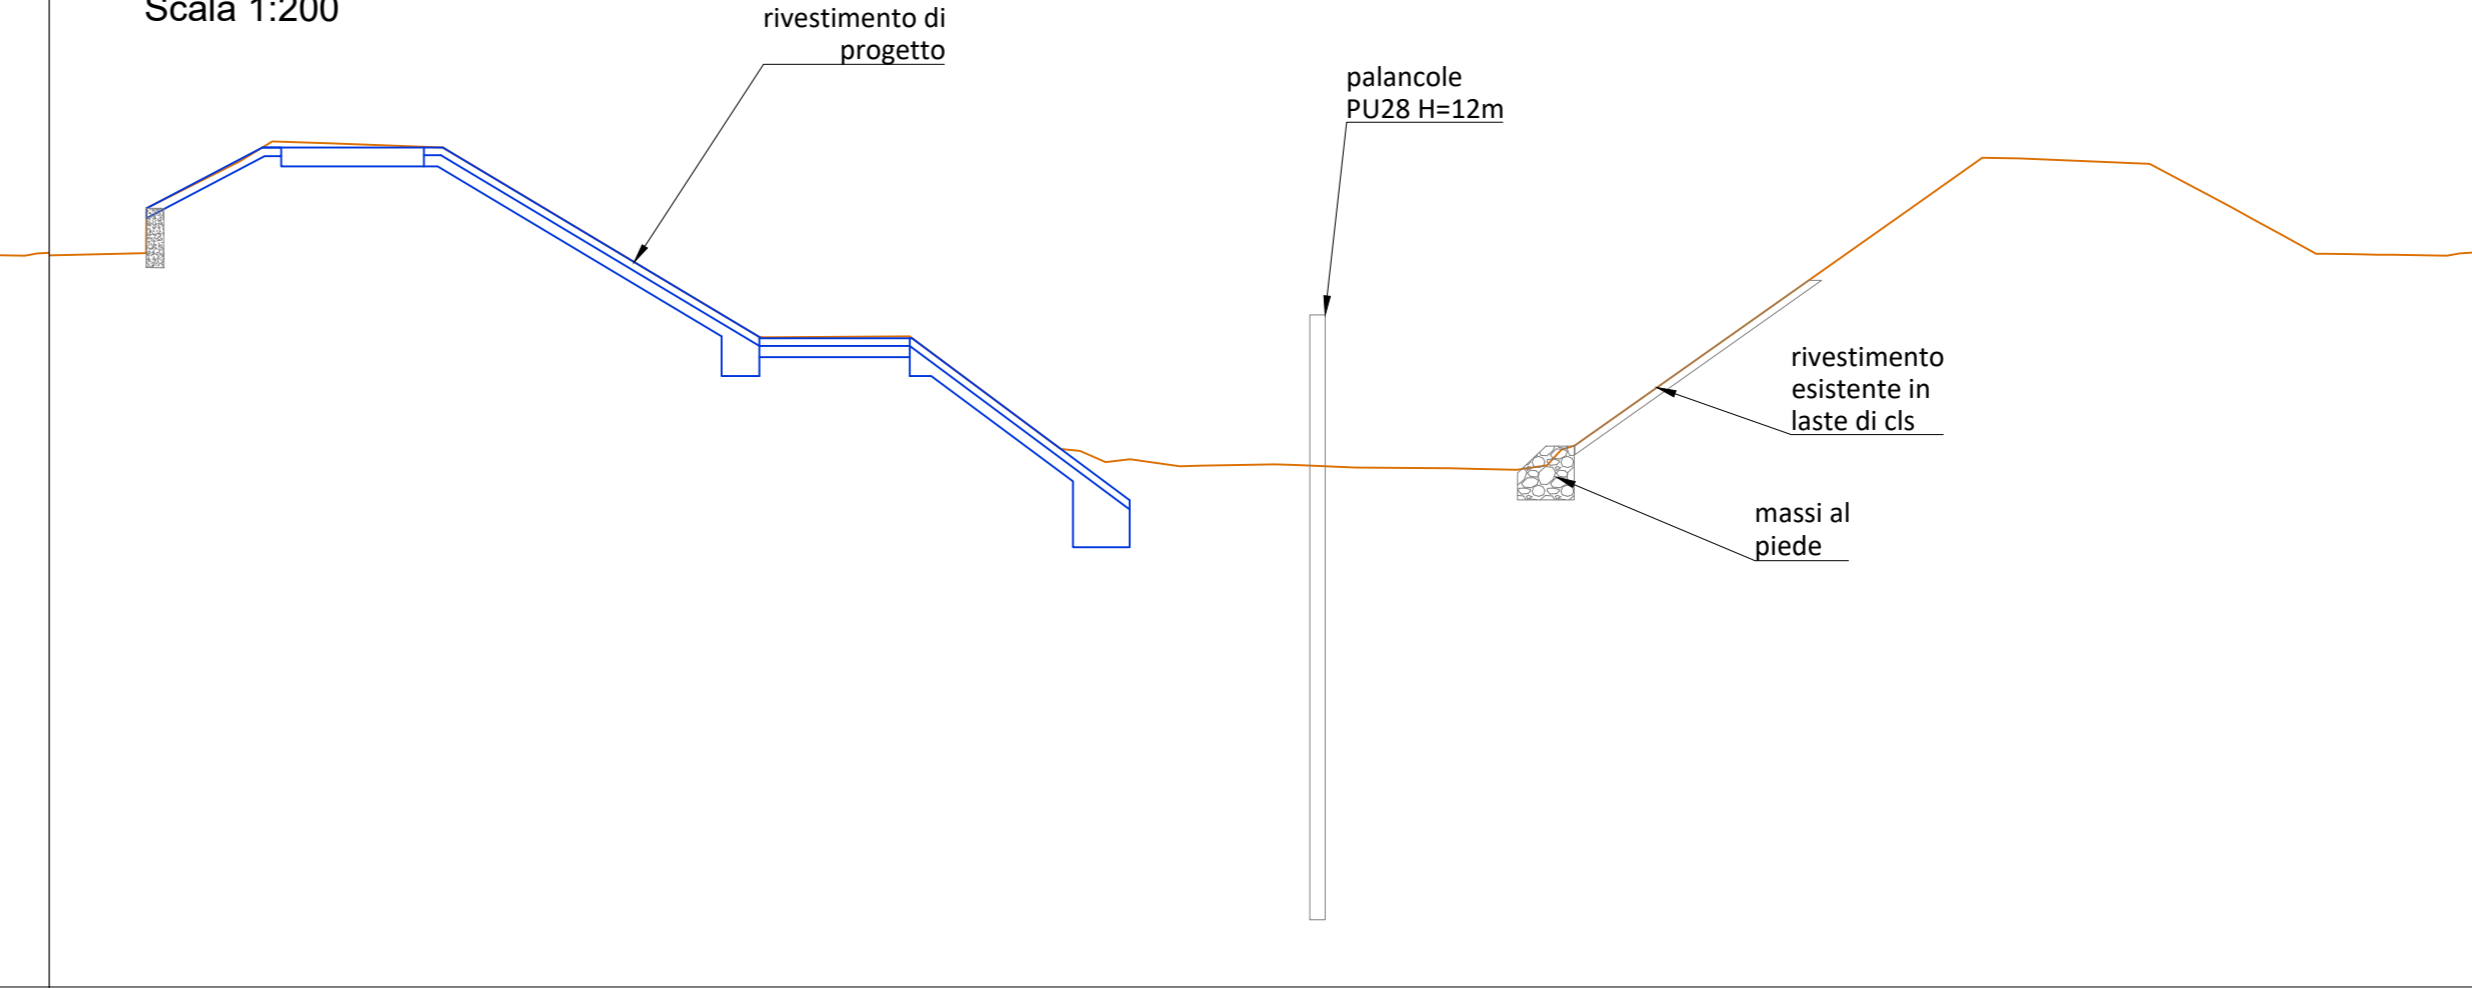 Scala 1:200
rivestimento di
progetto
palancole
PU28 H=12m
rivestimento
esistente in
laste di cls
massi al
piede